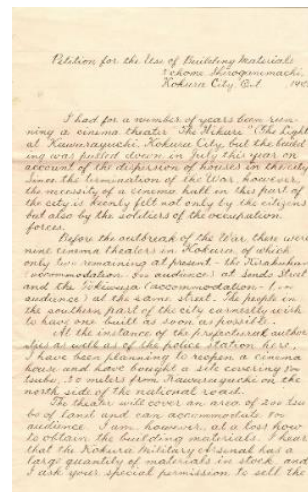 Petition for the Use of Building Materials
chome Shiroganemachi,
Kokura City, Oct 194
I had for a number of years been run-
ning a cinema theater "The Hikari" (The Light)
at Kawaraguchi, Kokura City, but the build
ing was pulled down in July this year on
account of the dispersion of houses in the city.
Since the termination of the War, however,
the necessity of a cinema hall in this part of
the city is keenly felt not only by the citizens
but also by the soldiers of the occupation
forces.
Before the outbreak of the War there were
nine cinema theaters in Kokura, of which
only two remaining at present - the
(accommodation audience) at Street
and the (accommodation
audience) at the same street. The people in
the southern part of the city earnestly wish
to have one built as soon as possible.
At the instance of the author
ities as well as of the police station here,
I have been planning to reopen a cinema
house and have bought a site covering
tsubo, 50 meters from Kawaraguchi on the
north side of the national road.
The theater will cover an area of 200 tsu
bo of land and can accommodate
audience. I am, however, at a loss how
to obtain the building materials. I hear
that the Kokura Military Arsenal has a
large quantity of materials in stock and
I ask your special permission to sell the